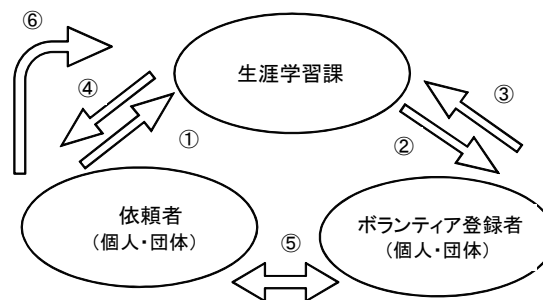 ⑥
生涯学習課
④
③
①
②
依頼者
(個人・団体)
⑤
ボランティア登録者
(個人・団体)